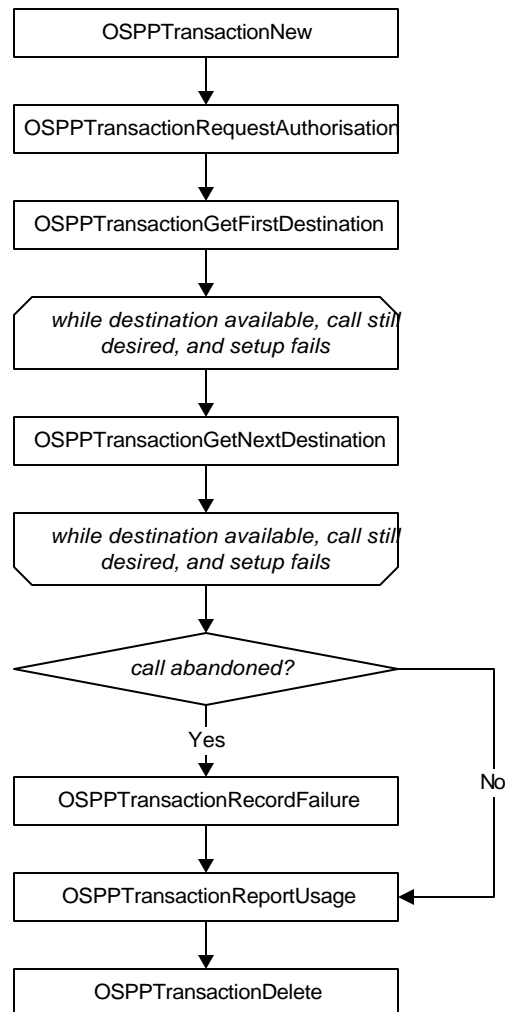 OSPPTransactionNew
OSPPTransactionRequestAuthorisation
OSPPTransactionGetFirstDestination
while destination available, call still
desired, and setup fails
OSPPTransactionGetNextDestination
while destination available, call still
desired, and setup fails
call abandoned?
Yes
No
OSPPTransactionRecordFailure
OSPPTransactionReportUsage
OSPPTransactionDelete